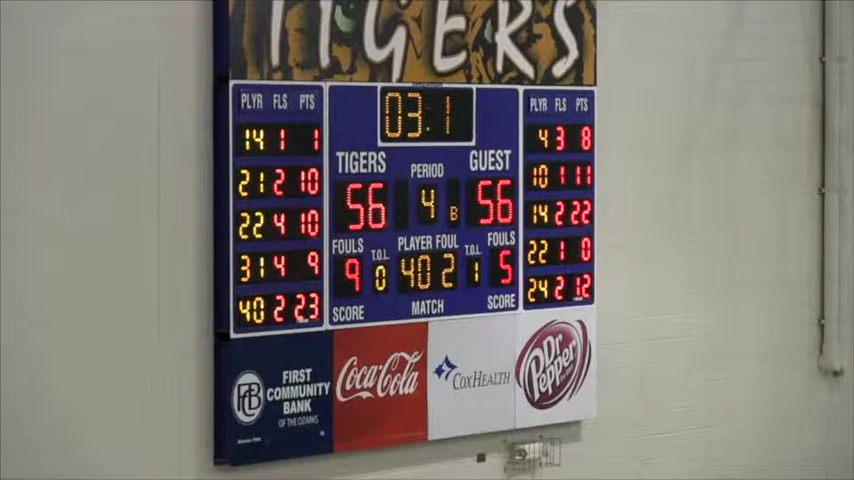 TIGERS
PLYR FLS PTS
14 1 1
21 2 10
22 4 10
31 4 9
40 2 23
03:1
TIGERS PERIOD GUEST
56 4 B 56
FOULS T.O.L. PLAYER FOUL T.O.L. FOULS
9 0 40 2 1 5
SCORE MATCH SCORE
PLYR FLS PTS
4 3 8
10 1 11
14 2 22
22 1 0
24 2 12
FCB
FIRST
COMMUNITY
BANK
OF THE OZARKS
Coca-Cola
COXHEALTH
Dr
Pepper